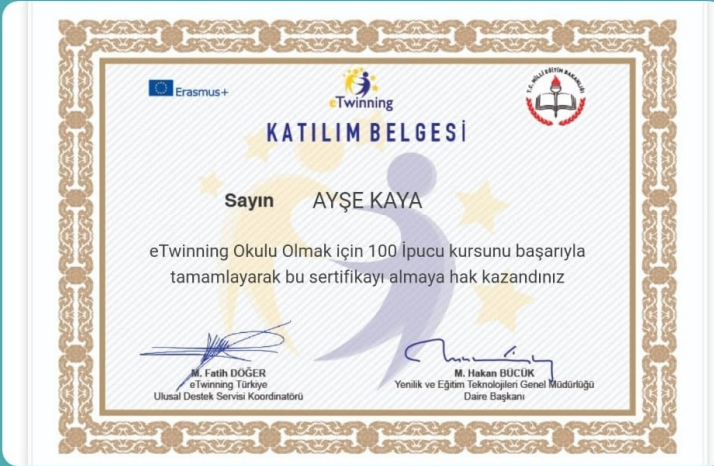 Erasmus+
eTwinning
T.C. MİLLÎ EĞİTİM BAKANLIĞI
KATILIM BELGESİ
Sayın AYŞE KAYA
eTwinning Okulu Olmak için 100 İpucu kursunu başarıyla
tamamlayarak bu sertifikayı almaya hak kazandınız
M. Fatih DÖĞER
eTwinning Türkiye
Ulusal Destek Servisi Koordinatörü
M. Hakan BÜCÜK
Yenilik ve Eğitim Teknolojileri Genel Müdürlüğü
Daire Başkanı